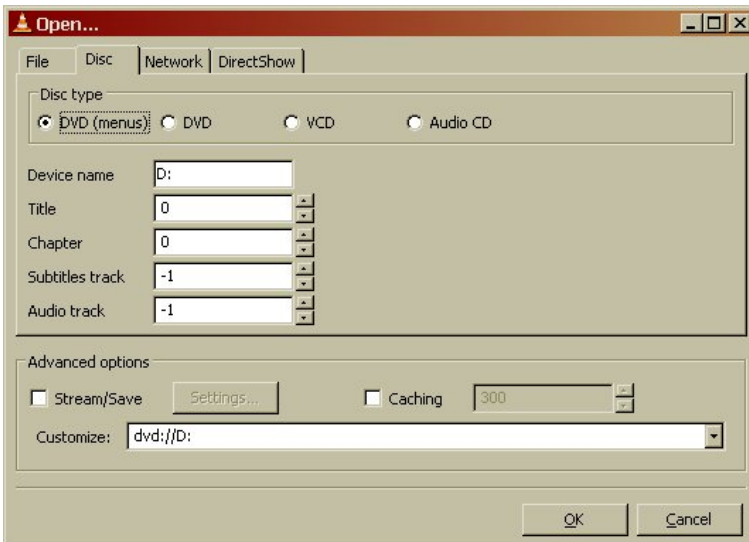 Open...
File Disc Network DirectShow
Disc type
DVD (menus) DVD VCD Audio CD
Device name D:
Title 0
Chapter 0
Subtitles track -1
Audio track -1
Advanced options
Stream/Save Settings... Caching 300
Customize: dvd://D:
OK Cancel